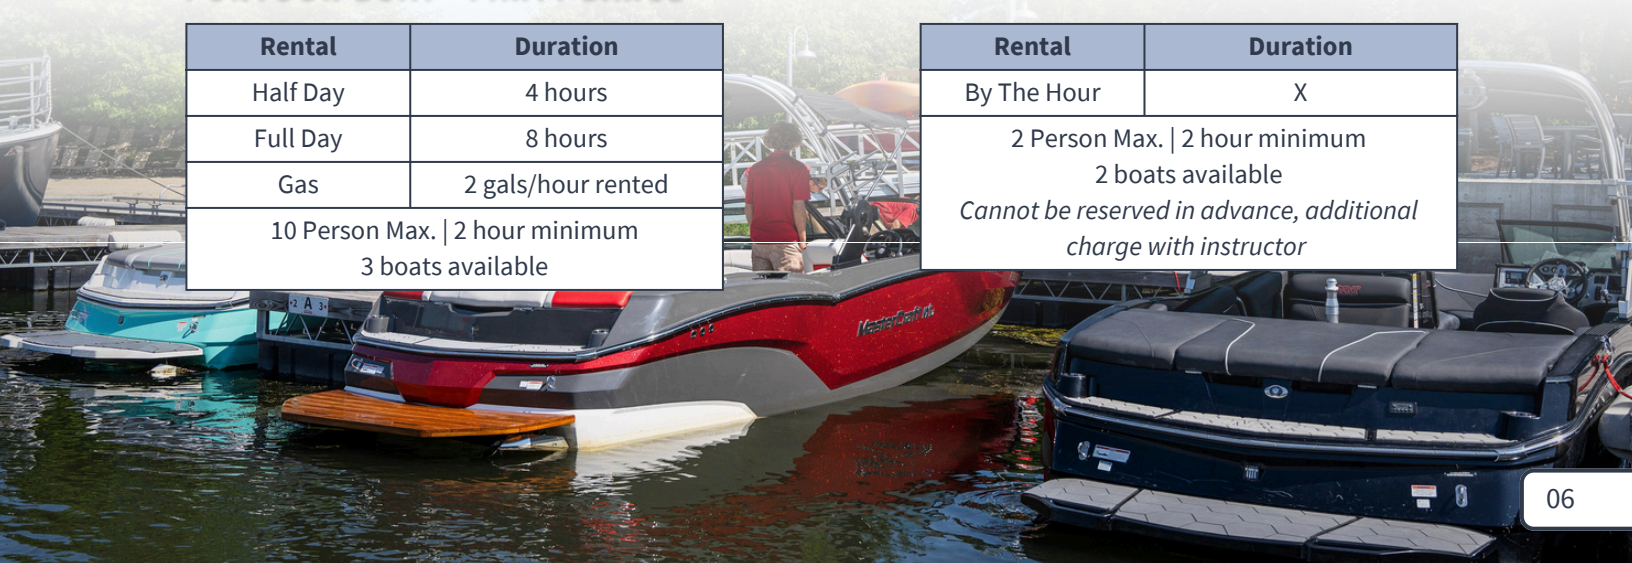 Rental Duration
Half Day 4 hours
Full Day 8 hours
Gas 2 gals/hour rented
10 Person Max. | 2 hour minimum
3 boats available
Rental Duration
By The Hour X
2 Person Max. | 2 hour minimum
2 boats available
Cannot be reserved in advance, additional
charge with instructor
+2 A 3+
MasterCraft
06